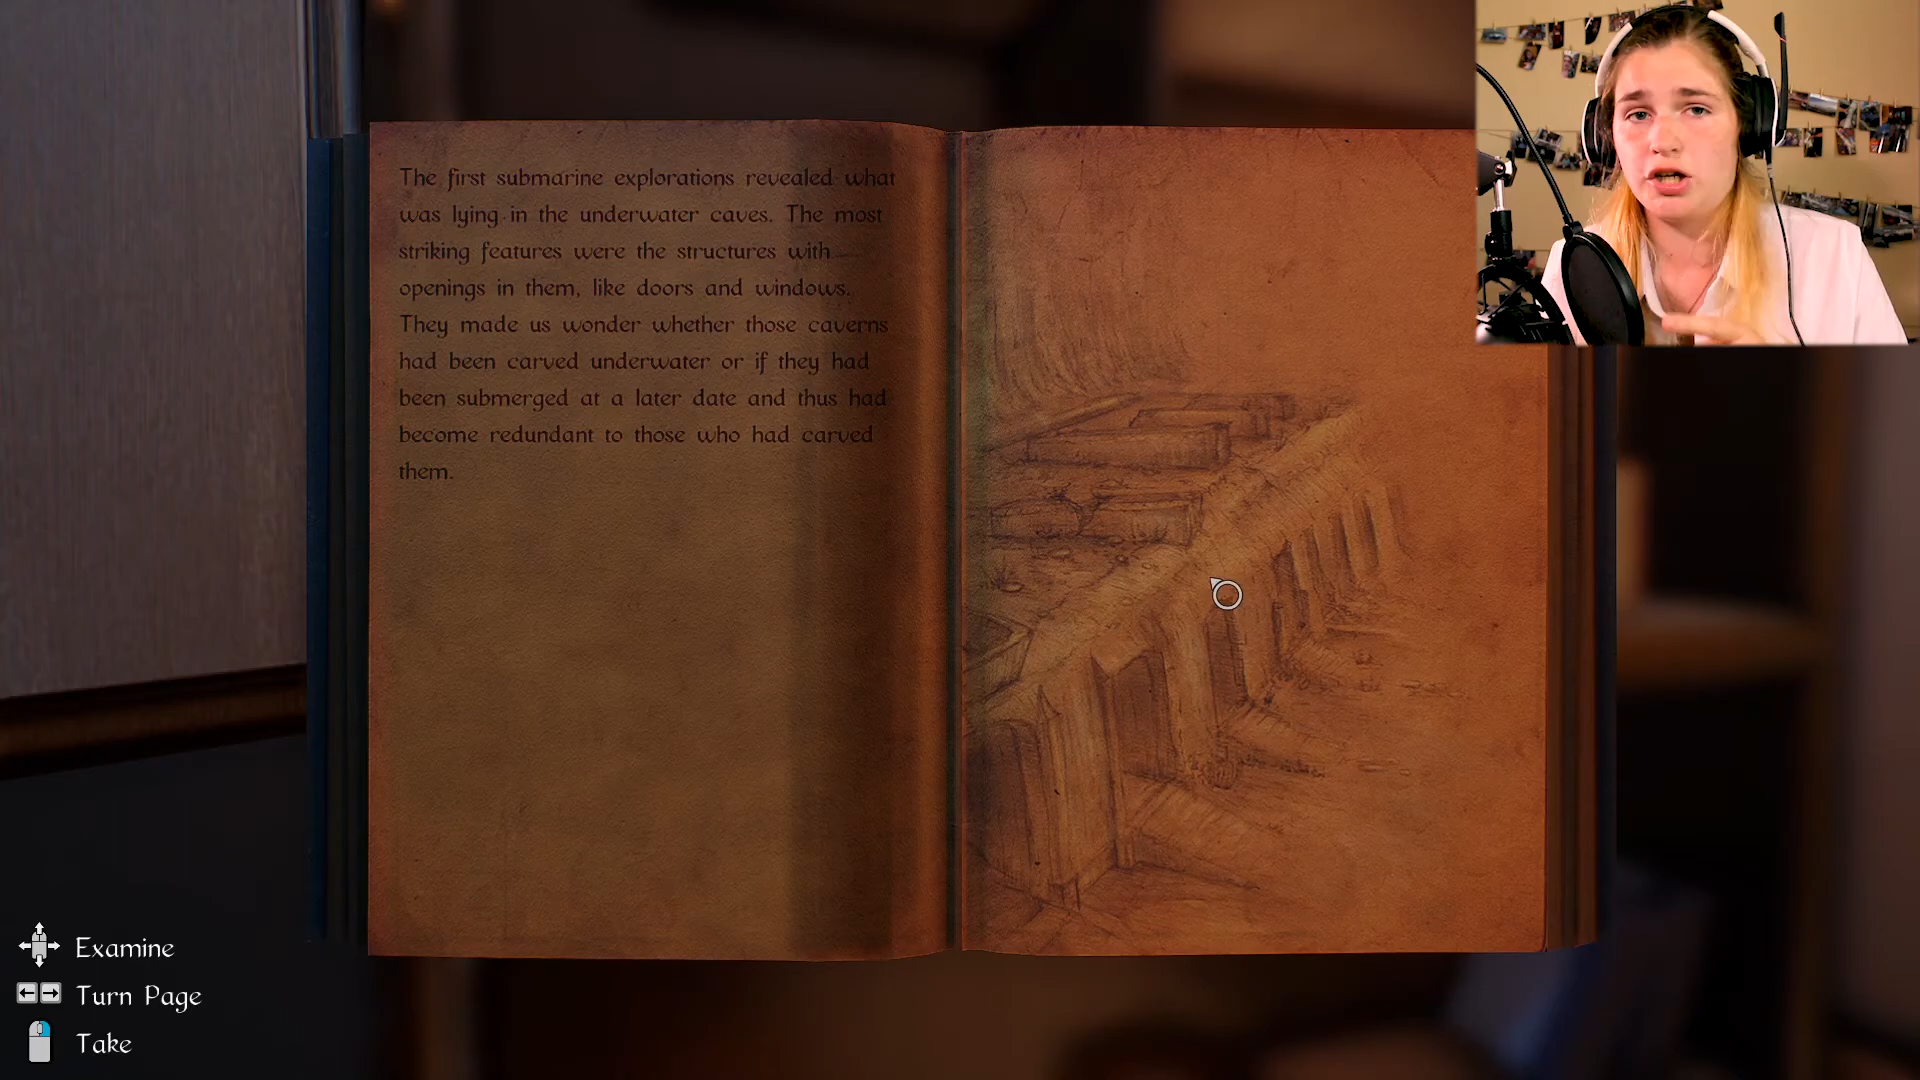 The first submarine explorations revealed what
was lying in the underwater caves. The most
striking features were the structures with
openings in them, like doors and windows.
They made us wonder whether those caverns
had been carved underwater or if they had
been submerged at a later date and thus had
become redundant to those who had carved
them.
Examine
Turn Page
Take